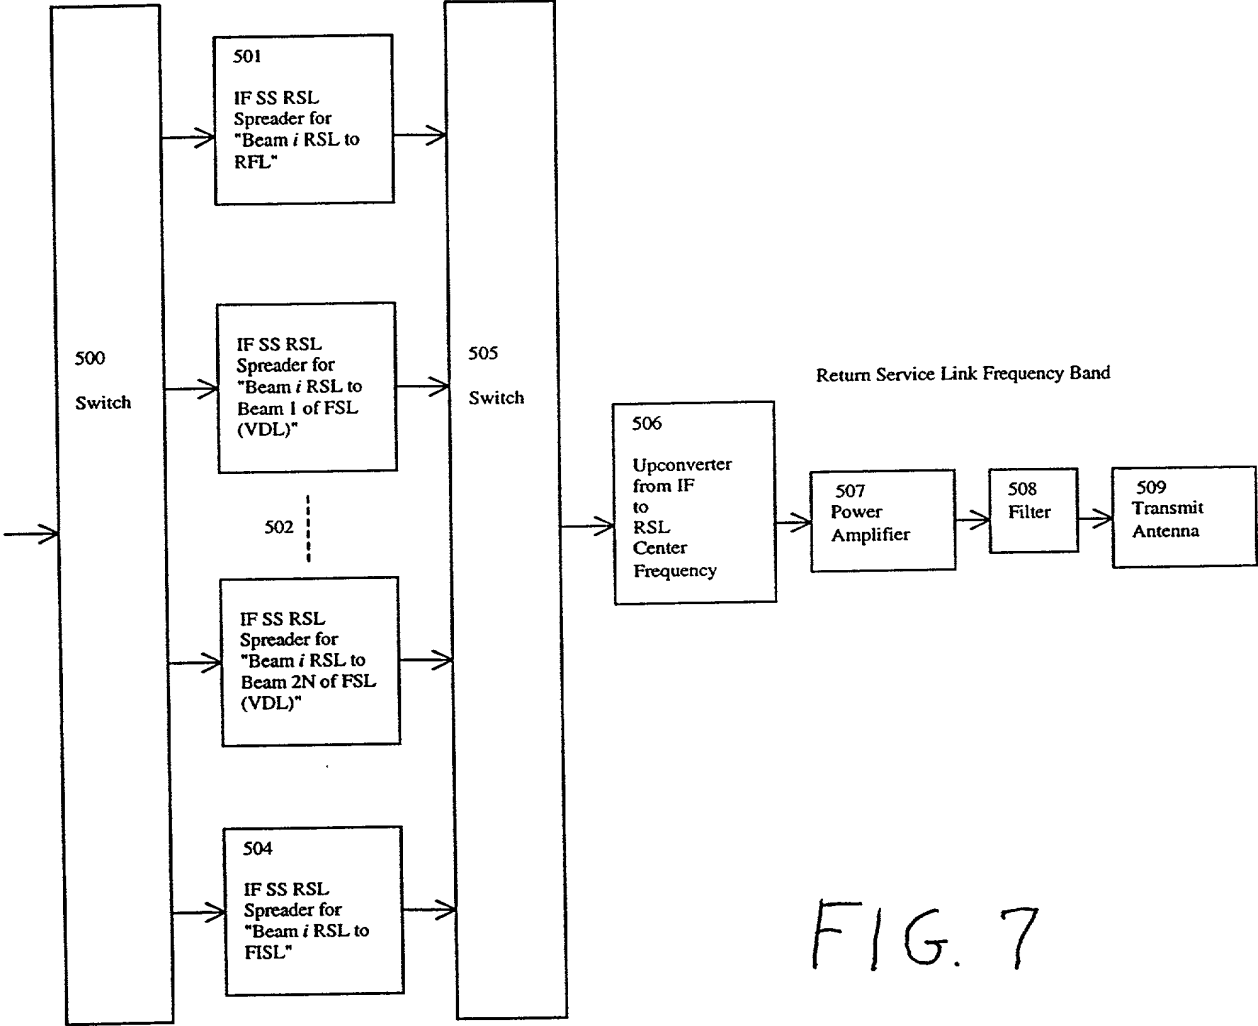 500
Switch
501
IF SS RSL
Spreader for
"Beam i RSL to
RFL"
IF SS RSL
Spreader for
"Beam i RSL to
Beam 1 of FSL
(VDL)"
502
IF SS RSL
Spreader for
"Beam i RSL to
Beam 2N of FSL
(VDL)"
504
IF SS RSL
Spreader for
"Beam i RSL to
FISL"
505
Switch
506
Upconverter
from IF
to
RSL
Center
Frequency
Return Service Link Frequency Band
507
Power
Amplifier
508
Filter
509
Transmit
Antenna
FIG. 7